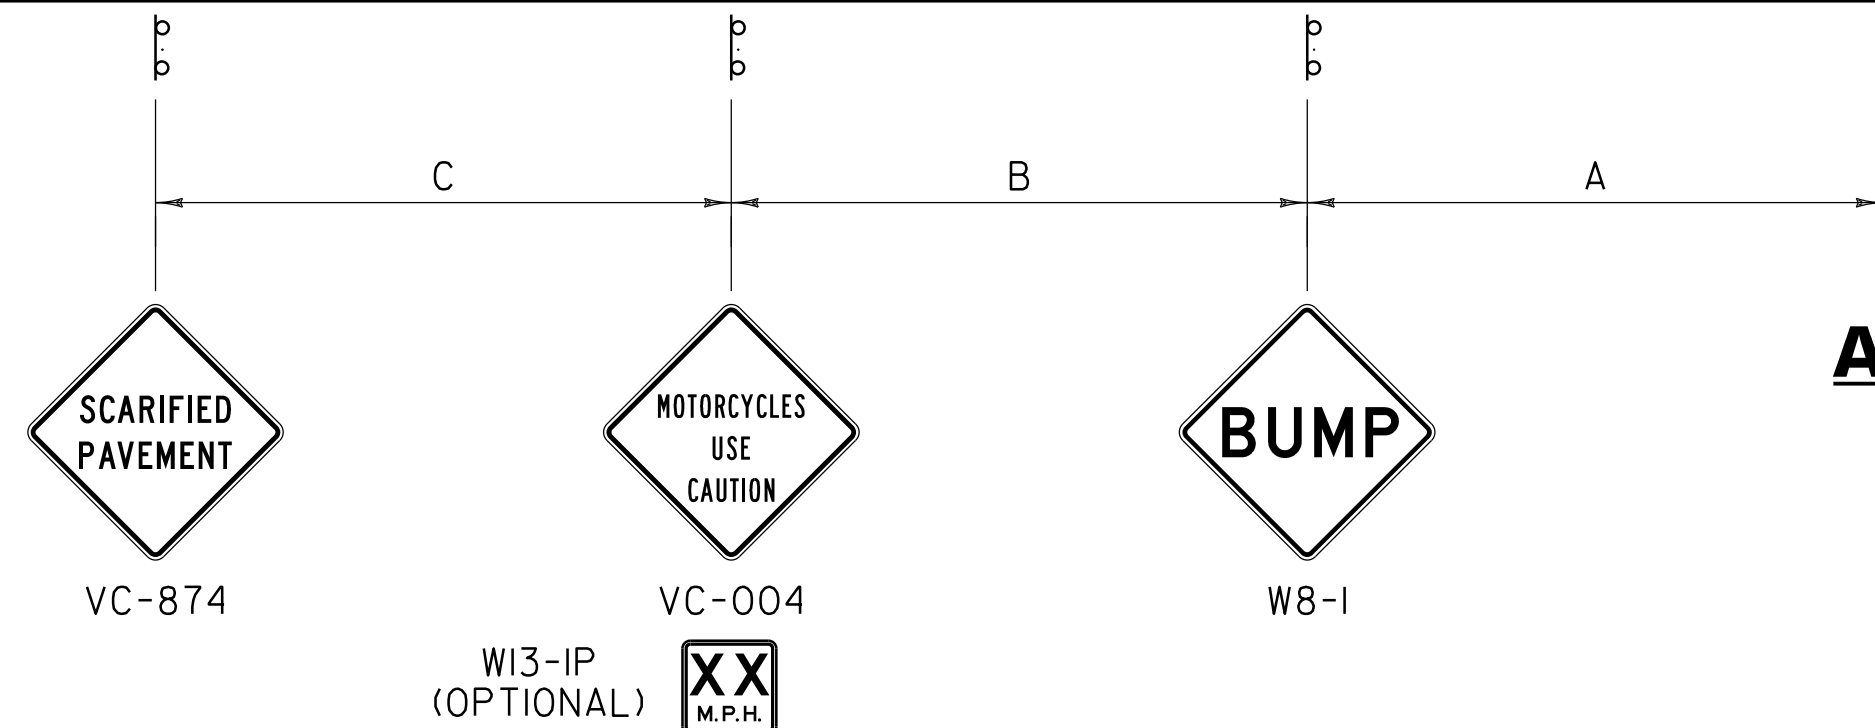 C B A
A
SCARIFIED
PAVEMENT
MOTORCYCLES
USE
CAUTION
BUMP
VC-874 VC-004 W8-1
W13-1P
(OPTIONAL)
XX
M.P.H.